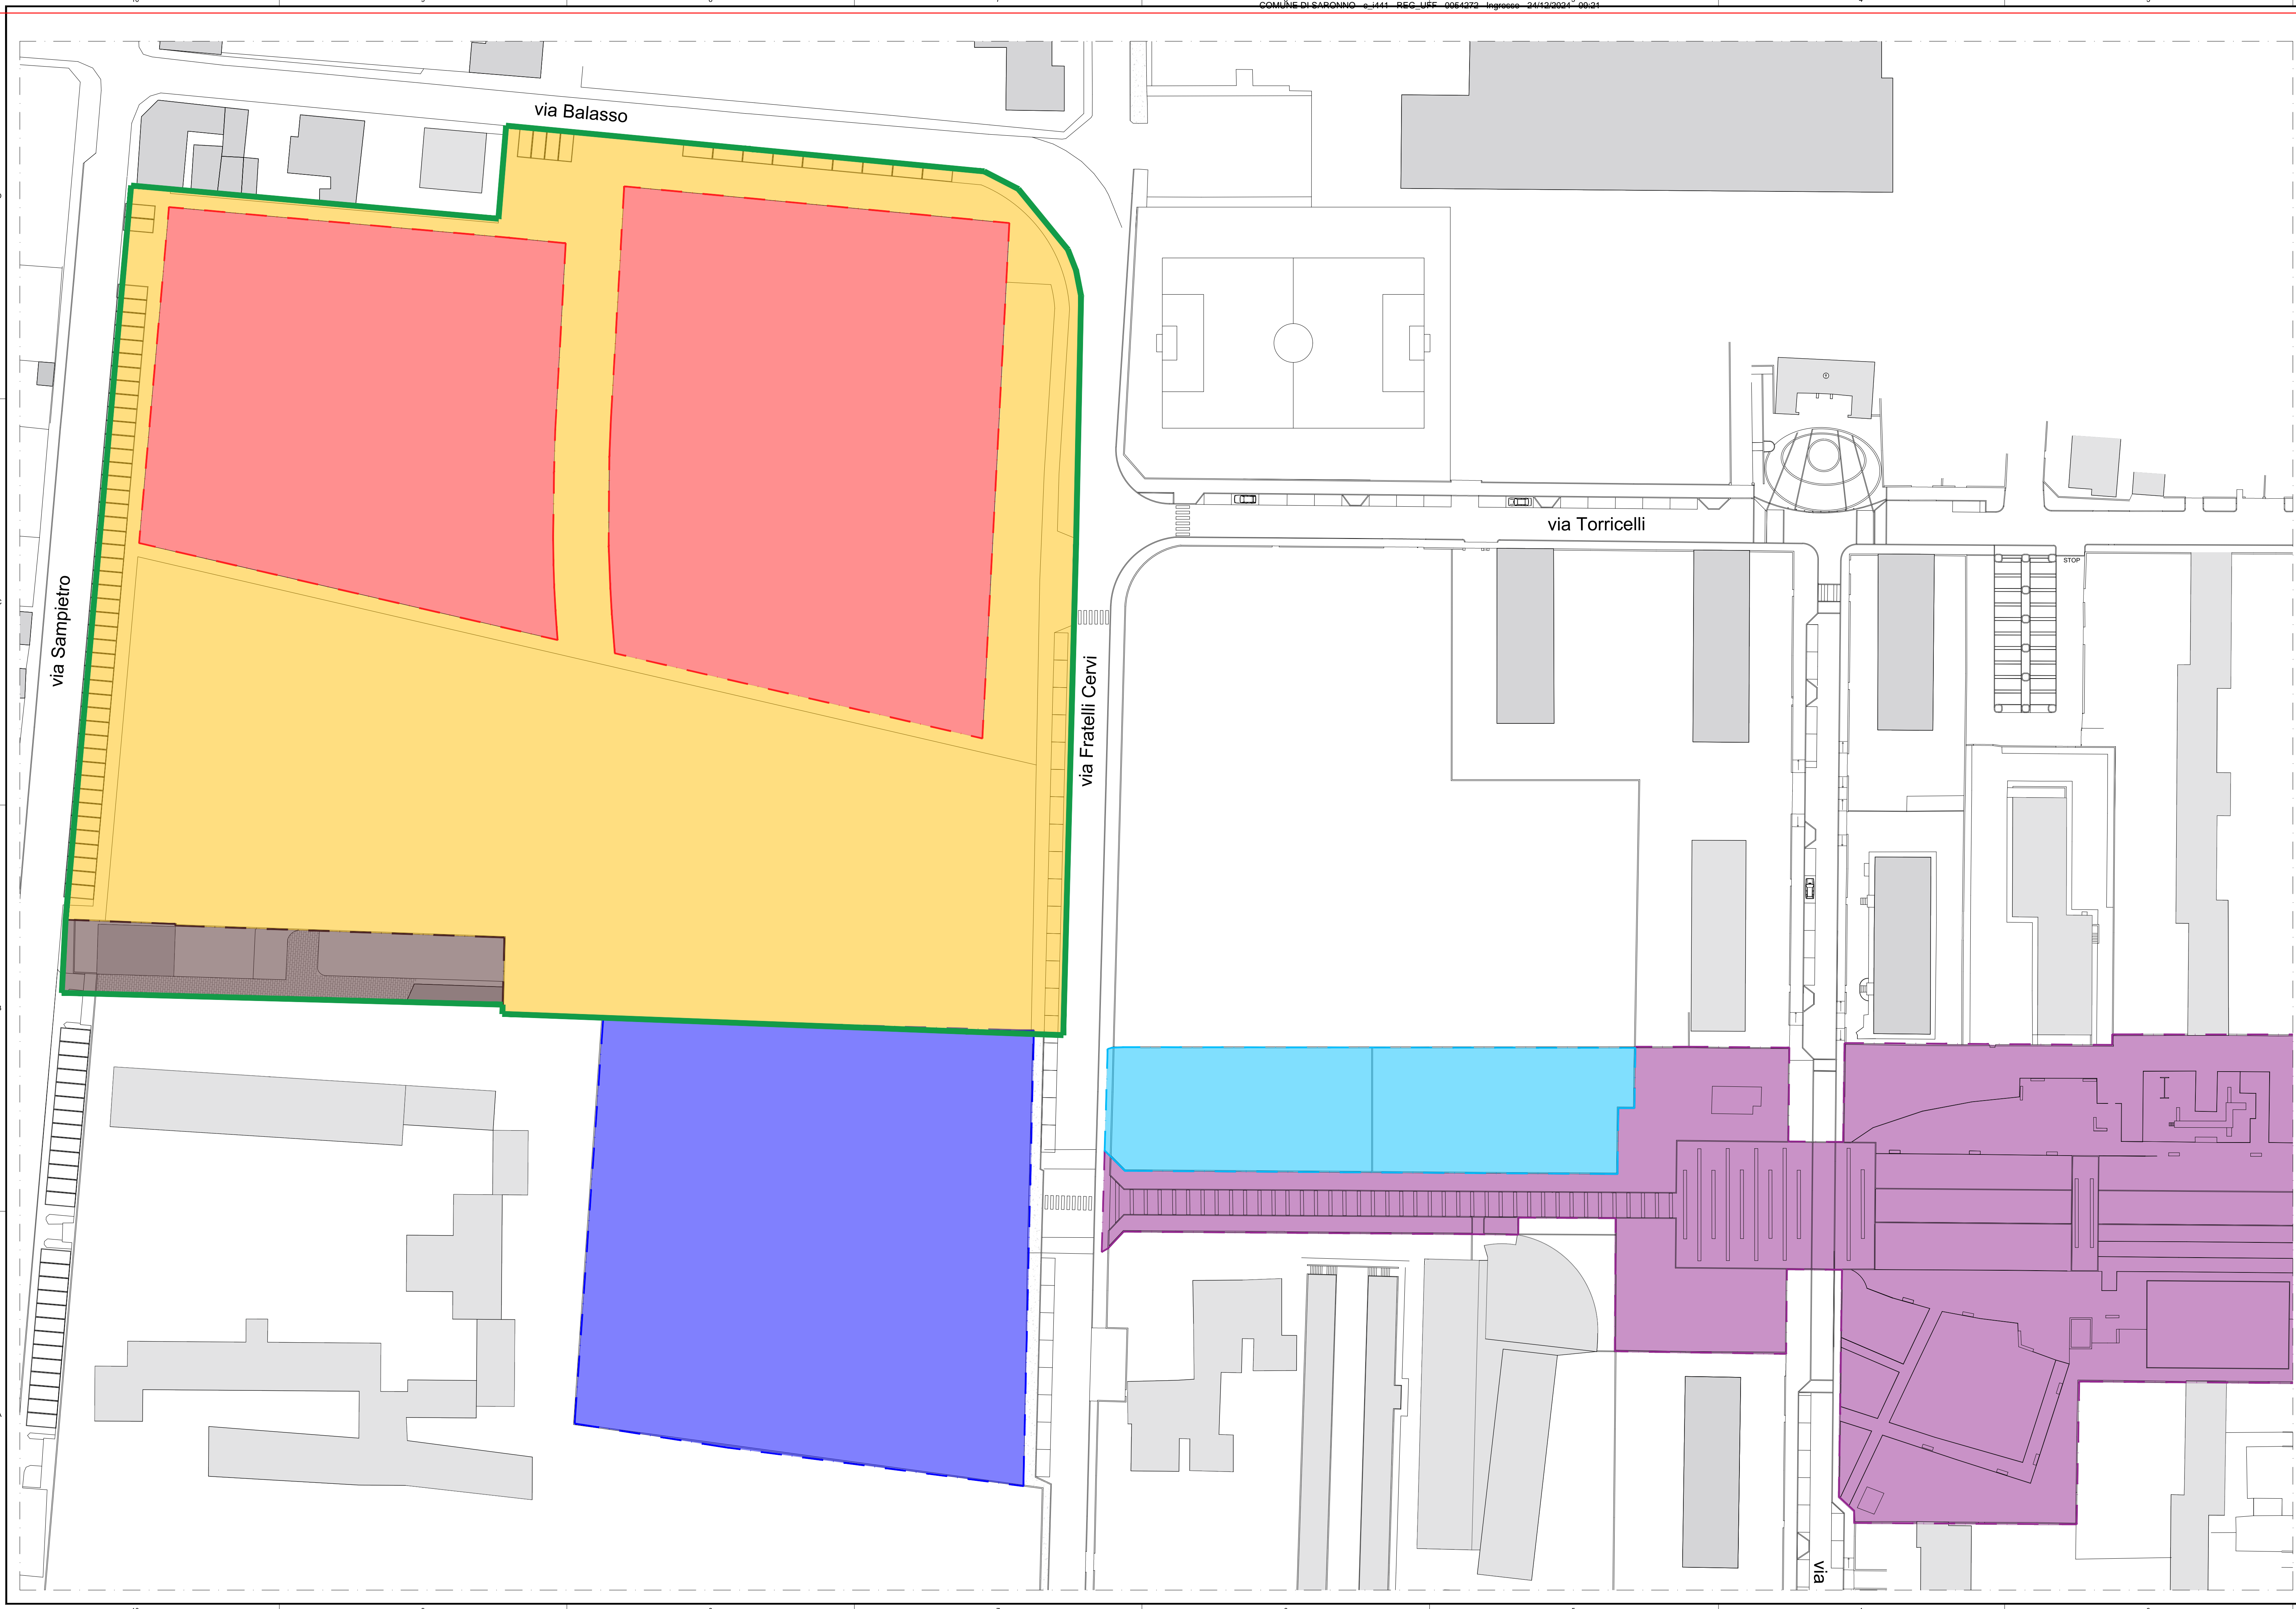 COMUNE DI SARONNO - c_i441 - REG_UFF - 0054272 - Ingresso - 24/12/2024 - 09:21
via Balasso
via Torricelli
STOP
via Sampietro
via Fratelli Cervi
via